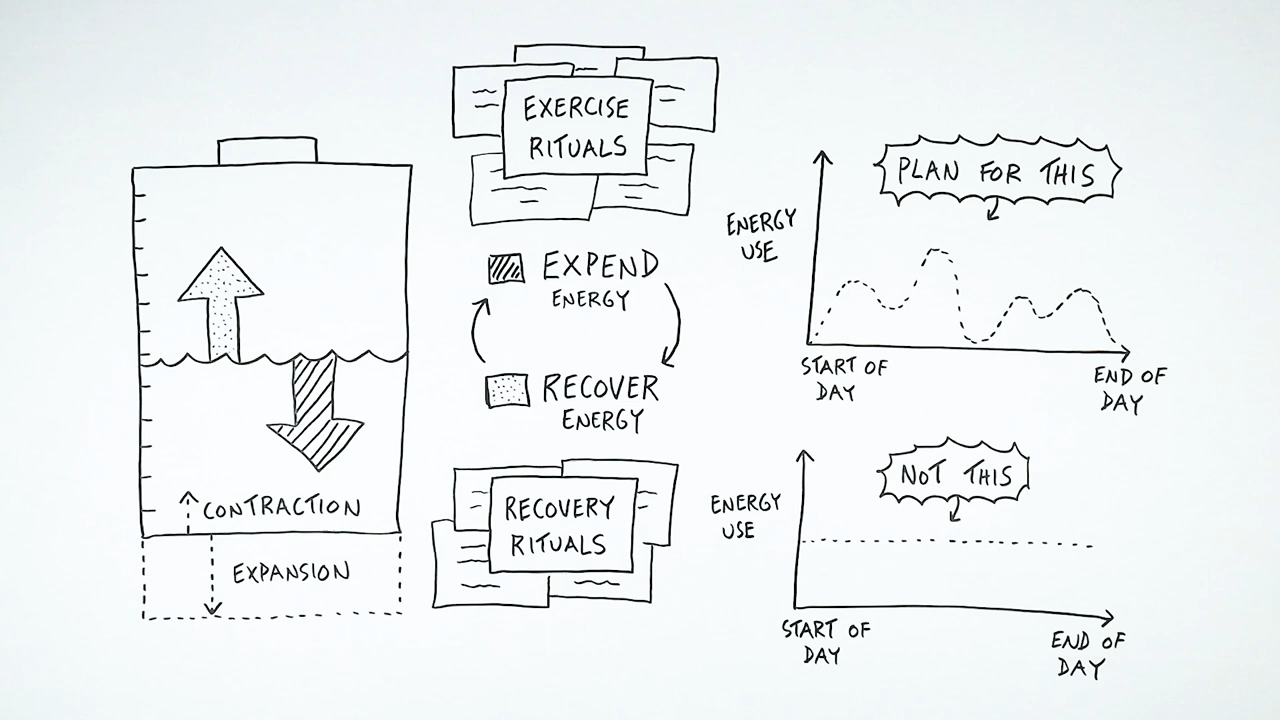 CONTRACTION
EXPANSION
EXERCISE
RITUALS
EXPEND
ENERGY
RECOVER
ENERGY
RECOVERY
RITUALS
PLAN FOR THIS
ENERGY
USE
START OF
DAY
END OF
DAY
NOT THIS
ENERGY
USE
START OF
DAY
END OF
DAY